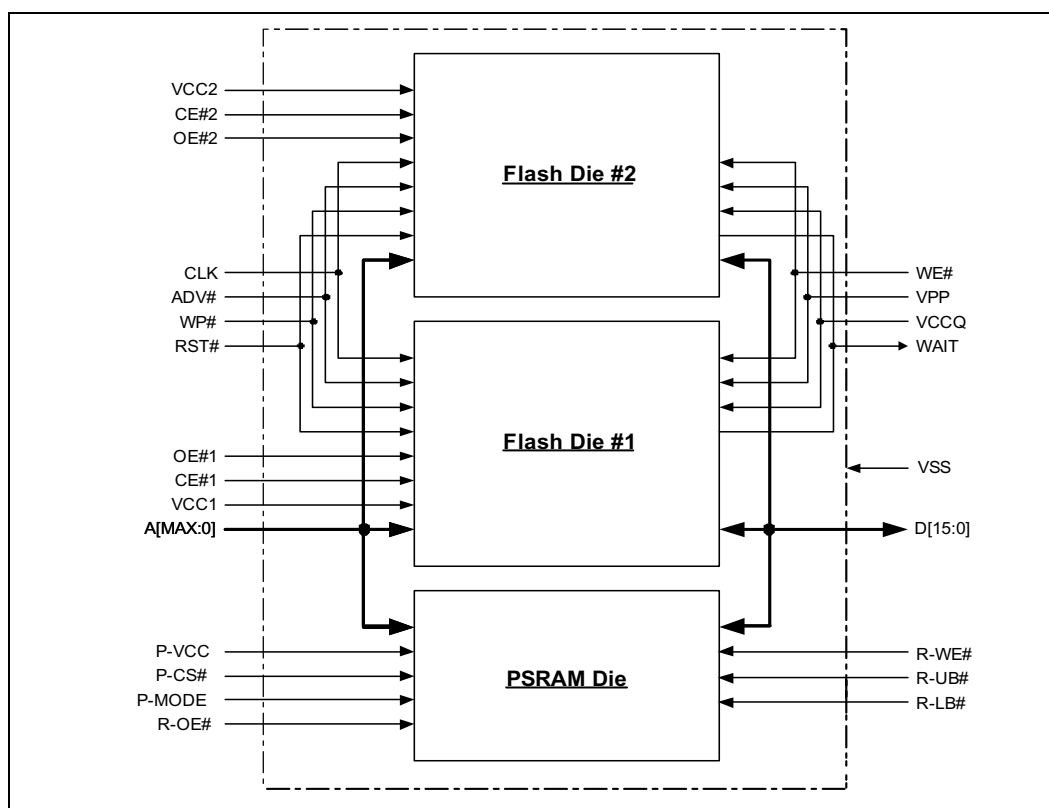 VCC2
CE#2
OE#2
Flash Die #2
CLK
ADV#
WP#
RST#
WE#
VPP
VCCQ
WAIT
Flash Die #1
OE#1
CE#1
VCC1
A[MAX:0]
VSS
D[15:0]
P-VCC
P-CS#
P-MODE
R-OE#
PSRAM Die
R-WE#
R-UB#
R-LB#